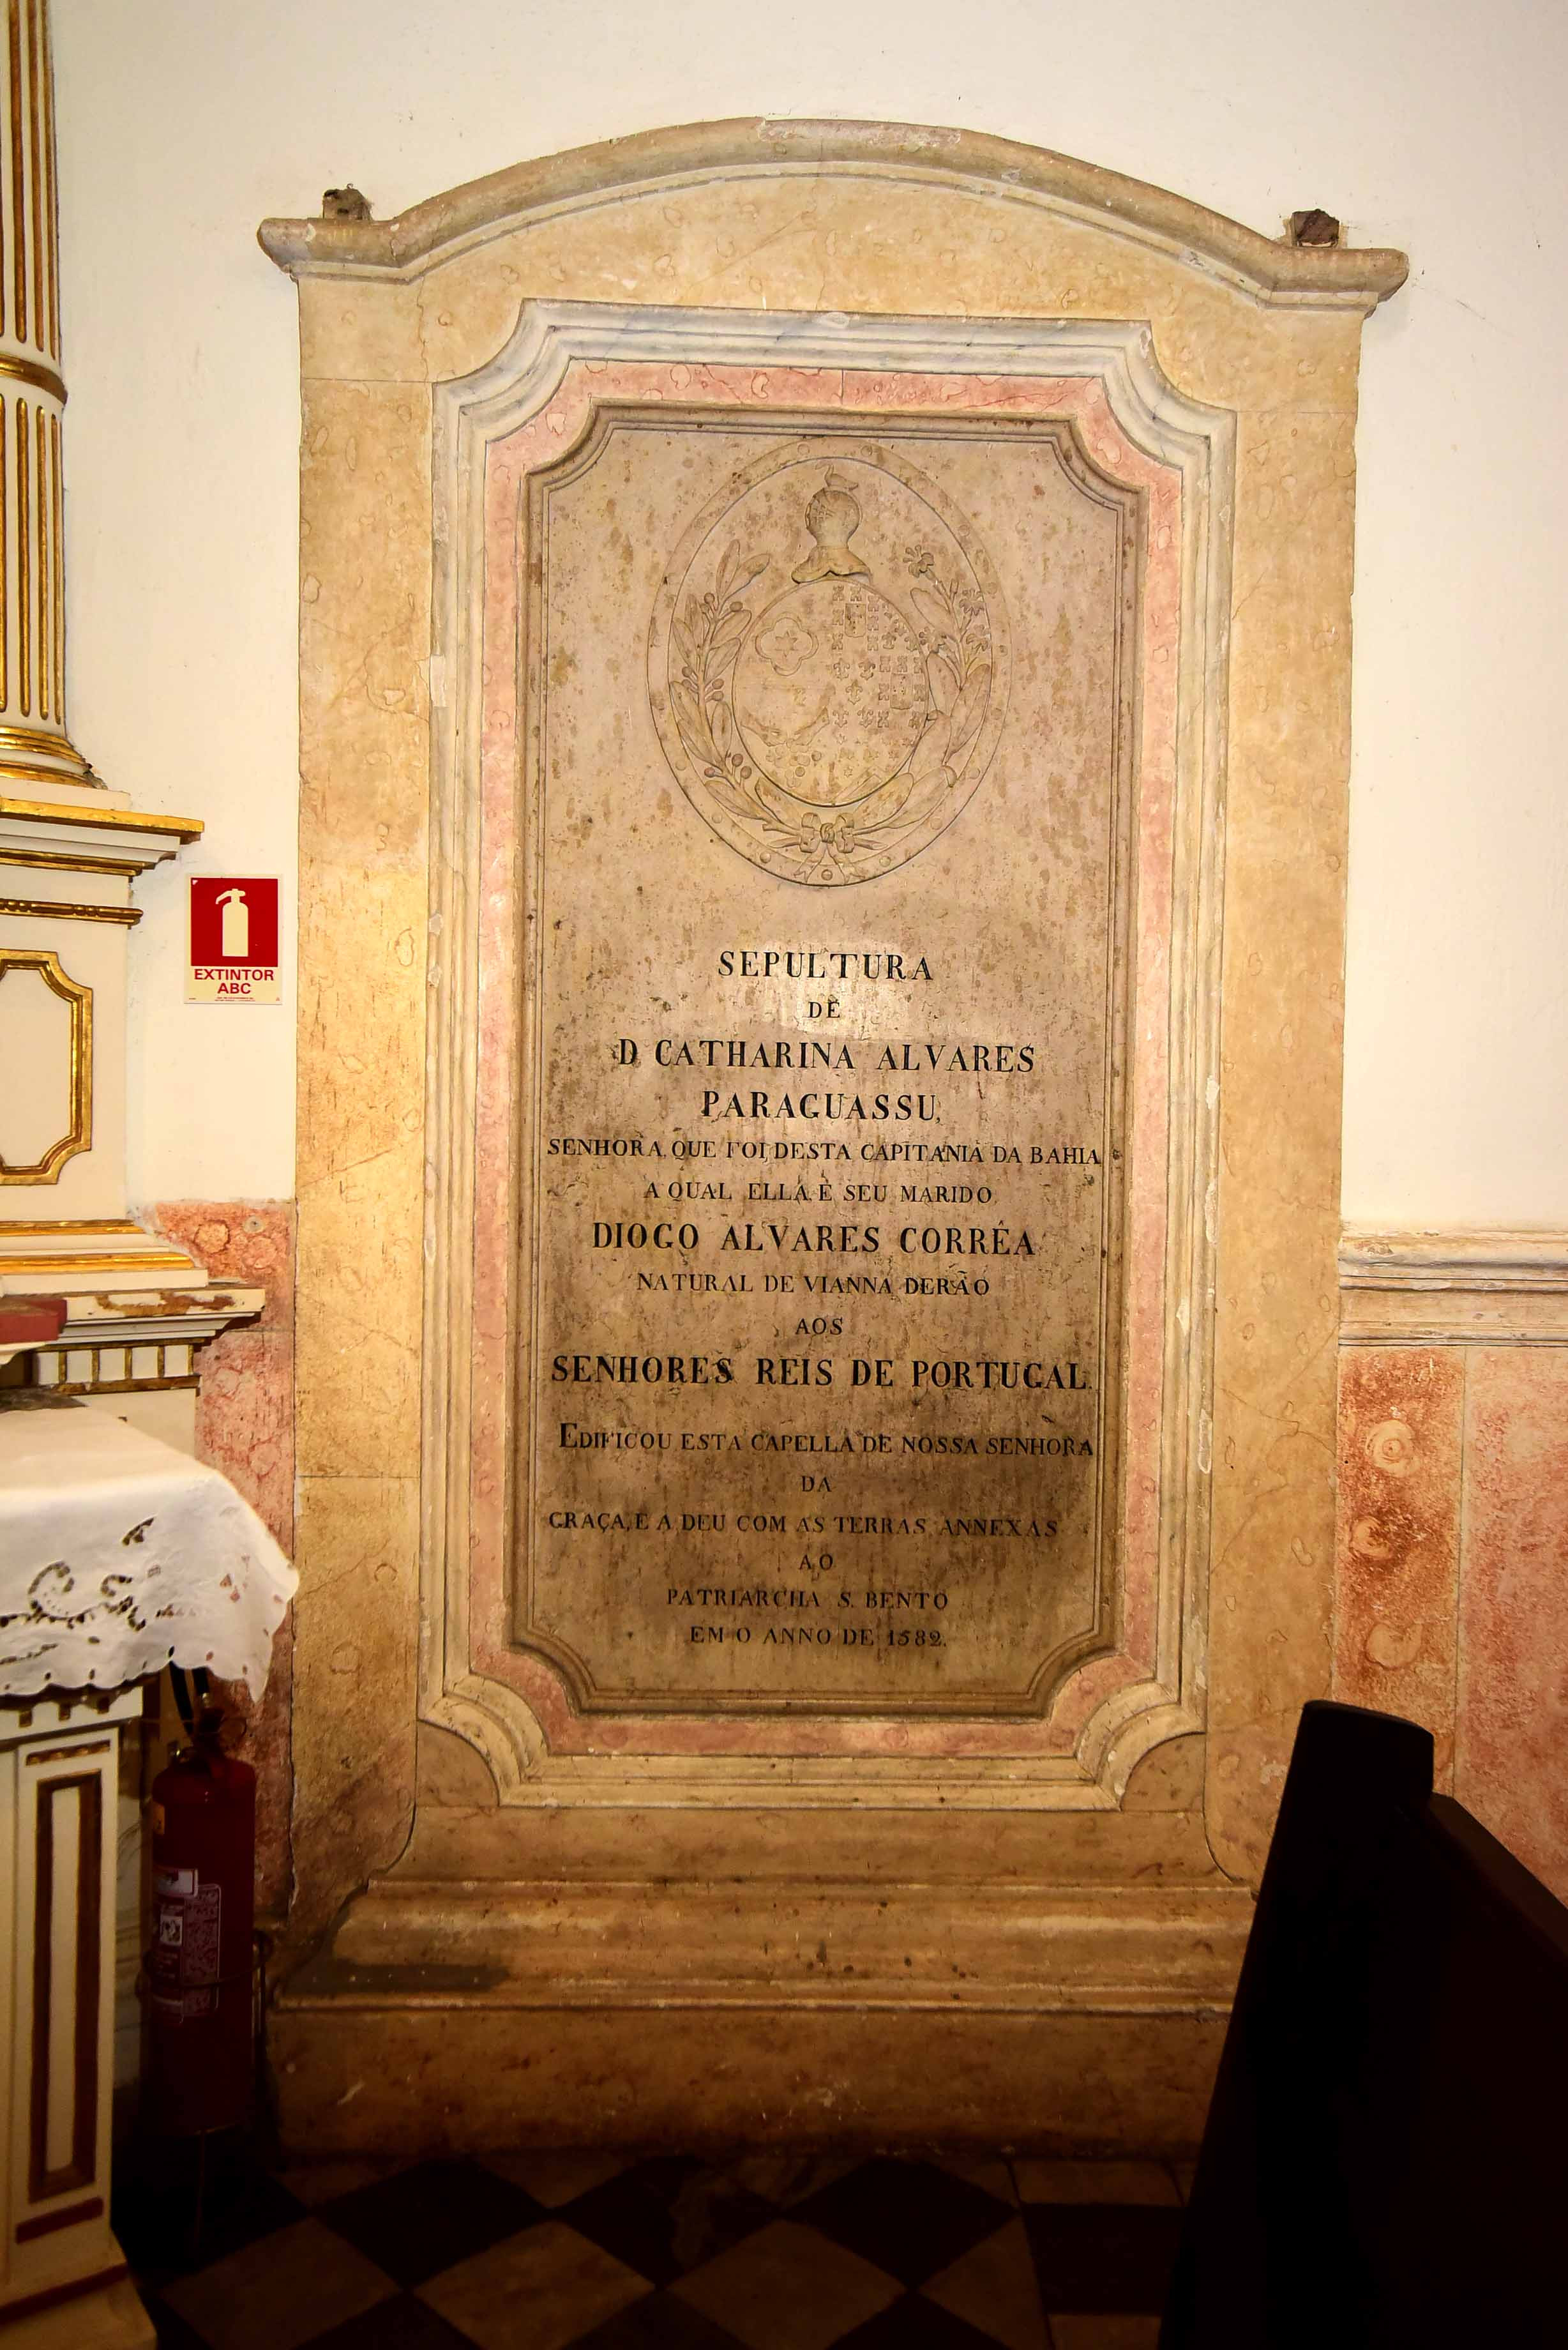 EXTINTOR
ABC
SEPULTURA
DE
D CATHARINA ALVARES
PARAGUASSU,
SENHORA, QUE FOI DESTA CAPITANIA DA BAHIA
A QUAL ELLA, E SEU MARIDO
DIOGO ALVARES CORRÊA
NATURAL DE VIANNA DERÃO
AOS
SENHORES REIS DE PORTUGAL.
EDIFICOU ESTA CAPELLA DE NOSSA SENHORA
DA
GRAÇA, E A DEU COM AS TERRAS ANNEXAS
AO
PATRIARCHA S. BENTO
EM O ANNO DE 1582.